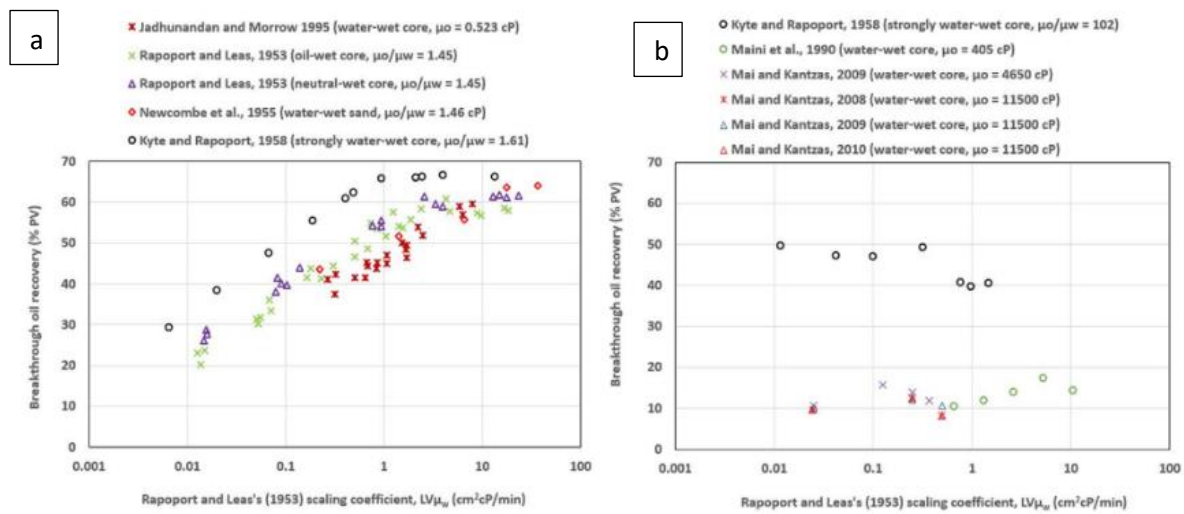 a
Jadhunandan and Morrow 1995 (water-wet core, μo = 0.523 cP)
Rapoport and Leas, 1953 (oil-wet core, μo/μw = 1.45)
Rapoport and Leas, 1953 (neutral-wet core, μo/μw = 1.45)
Newcombe et al., 1955 (water-wet sand, μo/μw = 1.46 cP)
Kyte and Rapoport, 1958 (strongly water-wet core, μo/μw = 1.61)
Breakthrough oil recovery (% PV)
70
60
50
40
30
20
10
0
0.001 0.01 0.1 1 10 100
Rapoport and Leas's (1953) scaling coefficient, LVμw (cm²cP/min)
b
Kyte and Rapoport, 1958 (strongly water-wet core, μo/μw = 102)
Maini et al., 1990 (water-wet core, μo = 405 cP)
Mai and Kantzas, 2009 (water-wet core, μo = 4650 cP)
Mai and Kantzas, 2008 (water-wet core, μo = 11500 cP)
Mai and Kantzas, 2009 (water-wet core, μo = 11500 cP)
Mai and Kantzas, 2010 (water-wet core, μo = 11500 cP)
Breakthrough oil recovery (% PV)
70
60
50
40
30
20
10
0
0.001 0.01 0.1 1 10 100
Rapoport and Leas's (1953) scaling coefficient, LVμw (cm²cP/min)